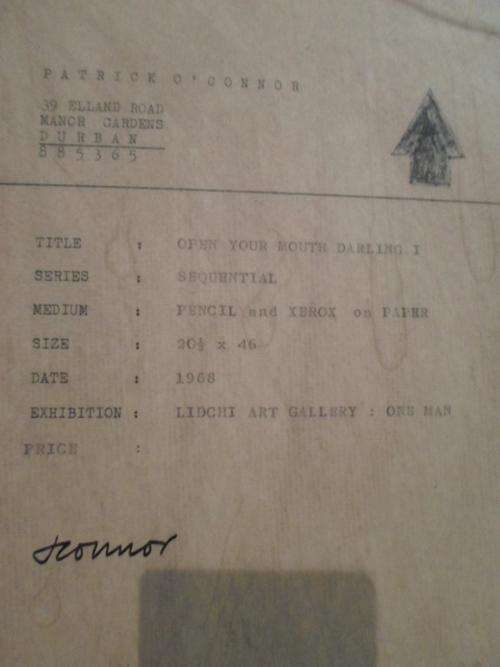 PATRICK O'CONNOR
39 ELLAND ROAD
MANOR GARDENS
DURBAN
885365
TITLE : OPEN YOUR MOUTH DARLING I
SERIES : SEQUENTIAL
MEDIUM : PENCIL and XEROX on PAPER
SIZE : 20½ x 46
DATE : 1968
EXHIBITION : LIDCHI ART GALLERY : ONE MAN
PRICE :